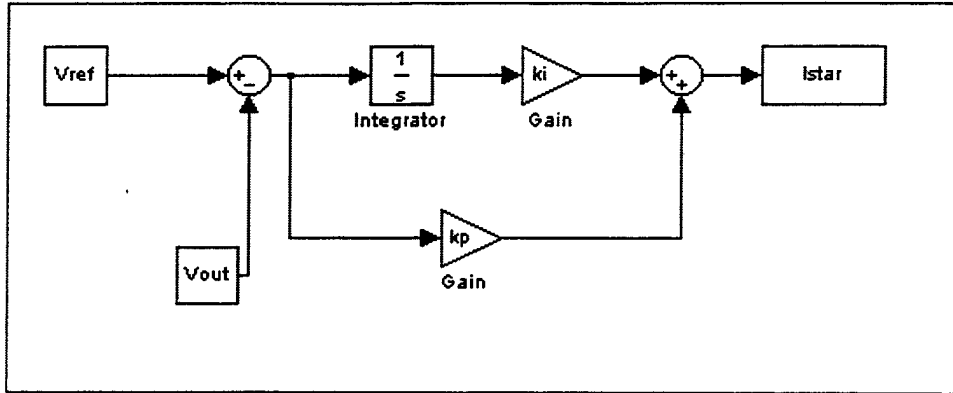 Vref
+
-
1
s
Integrator
ki
Gain
+
+
Istar
kp
Gain
Vout